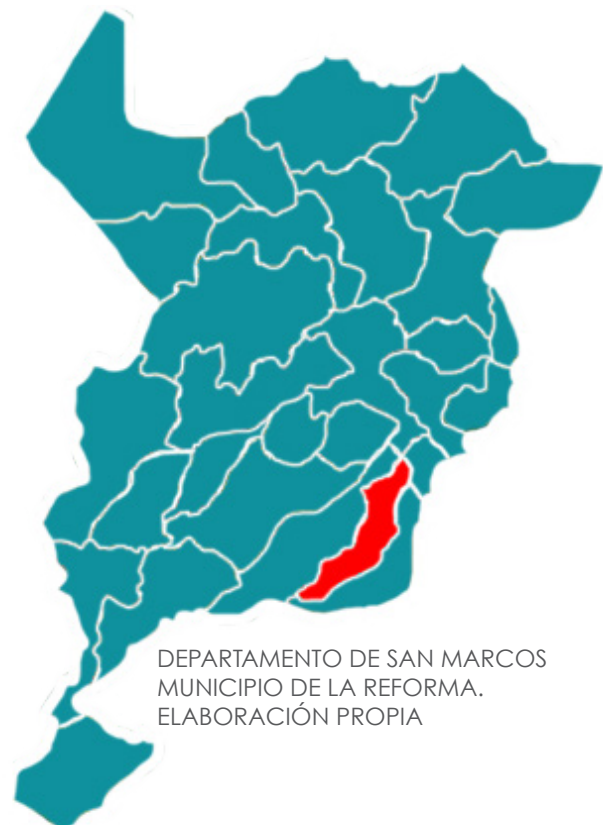 DEPARTAMENTO DE SAN MARCOS
MUNICIPIO DE LA REFORMA.
ELABORACIÓN PROPIA